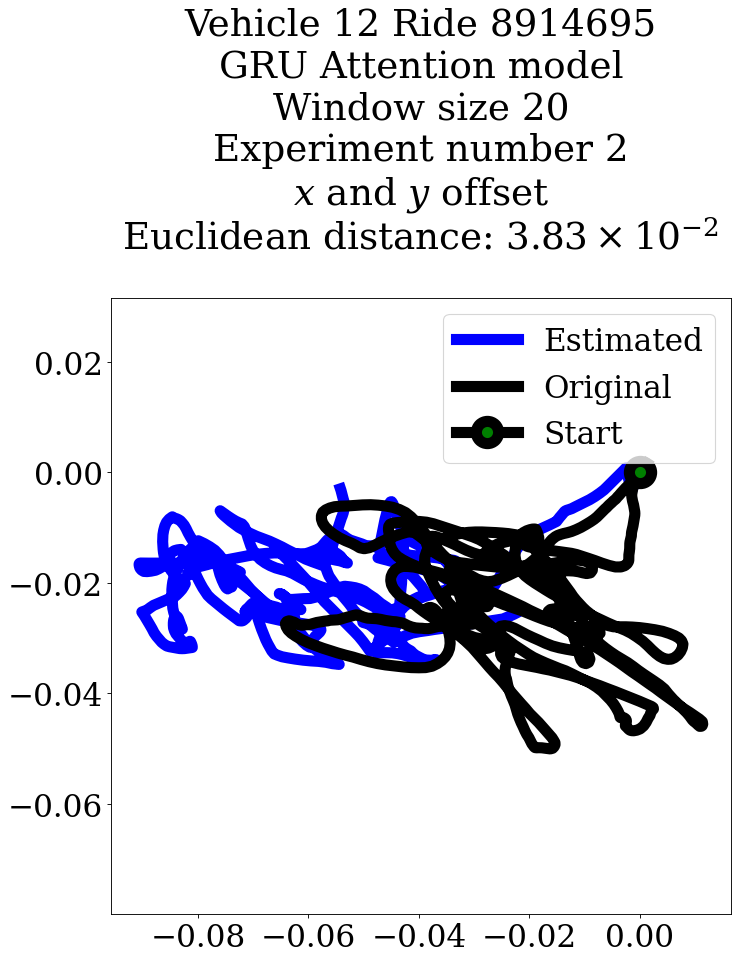 Vehicle 12 Ride 8914695
GRU Attention model
Window size 20
Experiment number 2
x and y offset
Euclidean distance: 3.83 × 10⁻²
Estimated
Original
Start
0.02
0.00
−0.02
−0.04
−0.06
−0.08 −0.06 −0.04 −0.02 0.00